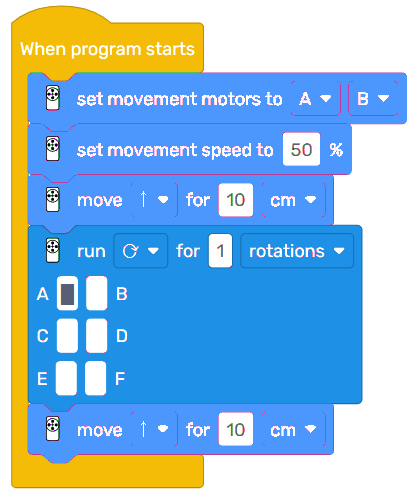 When program starts
set movement motors to A B
set movement speed to 50 %
move ↑ for 10 cm
run for 1 rotations
A B
C D
E F
move ↑ for 10 cm